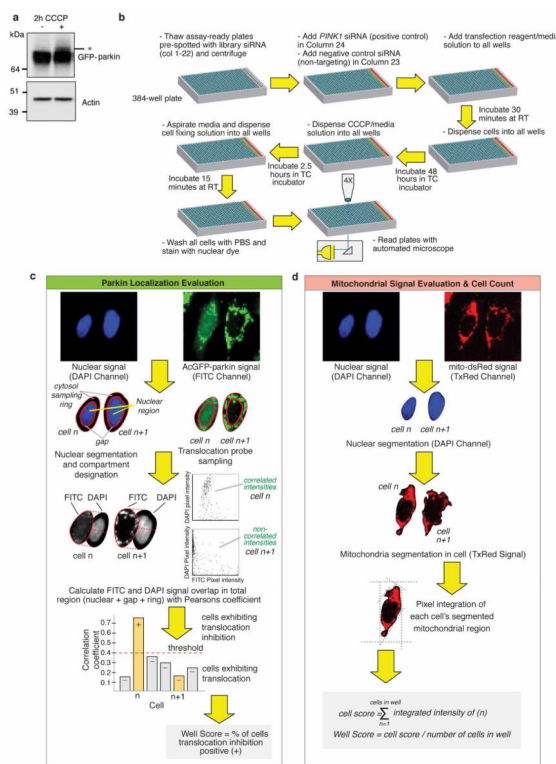 a
2h CCCP
- +
kDa
*
GFP-parkin
64
51
Actin
39
b
- Thaw assay-ready plates
pre-spotted with library siRNA
(col 1-22) and centrifuge
- Add PINK1 siRNA (positive control)
in Column 24
- Add negative control siRNA
(non-targeting) in Column 23
- Add transfection reagent/media
solution to all wells
384-well plate
Incubate 30
minutes at RT
- Aspirate media and dispense
cell fixing solution into all wells
- Dispense CCCP/media
solution into all wells
- Dispense cells into all wells
Incubate 2.5
hours in TC
incubator
Incubate 48
hours in TC
incubator
Incubate 15
minutes at RT
4X
- Wash all cells with PBS and
stain with nuclear dye
- Read plates with
automated microscope
c
Parkin Localization Evaluation
Nuclear signal
(DAPI Channel)
AcGFP-parkin signal
(FITC Channel)
cytosol
sampling
ring
Nuclear
region
cell n
gap
cell n+1
cell n
cell n+1
Nuclear segmentation
and compartment
designation
Translocation probe
sampling
FITC DAPI
FITC DAPI
cell n
cell n+1
DAPI pixel intensity
correlated
intensities
cell n
DAPI Pixel intensity
non-
correlated
intensities
cell n+1
FITC Pixel intensity
Calculate FITC and DAPI signal overlap in total
region (nuclear + gap + ring) with Pearsons coefficient
Correlation
coefficient
0.7
0.6
0.5
0.4
0.3
0.2
0.1
+
–
–
–
–
–
threshold
cells exhibiting
translocation
inhibition
cells exhibiting
translocation
n
n+1
Cell
Well Score = % of cells
translocation inhibition
positive (+)
d
Mitochondrial Signal Evaluation & Cell Count
Nuclear signal
(DAPI Channel)
mito-dsRed signal
(TxRed Channel)
cell n
cell n+1
Nuclear segmentation (DAPI Channel)
cell n
cell
n+1
Mitochondria segmentation in cell (TxRed Signal)
Pixel integration of
each cell's segmented
mitochondrial region
cells in well
cell score = ∑ integrated intensity of (n)
n=1
Well Score = cell score / number of cells in well